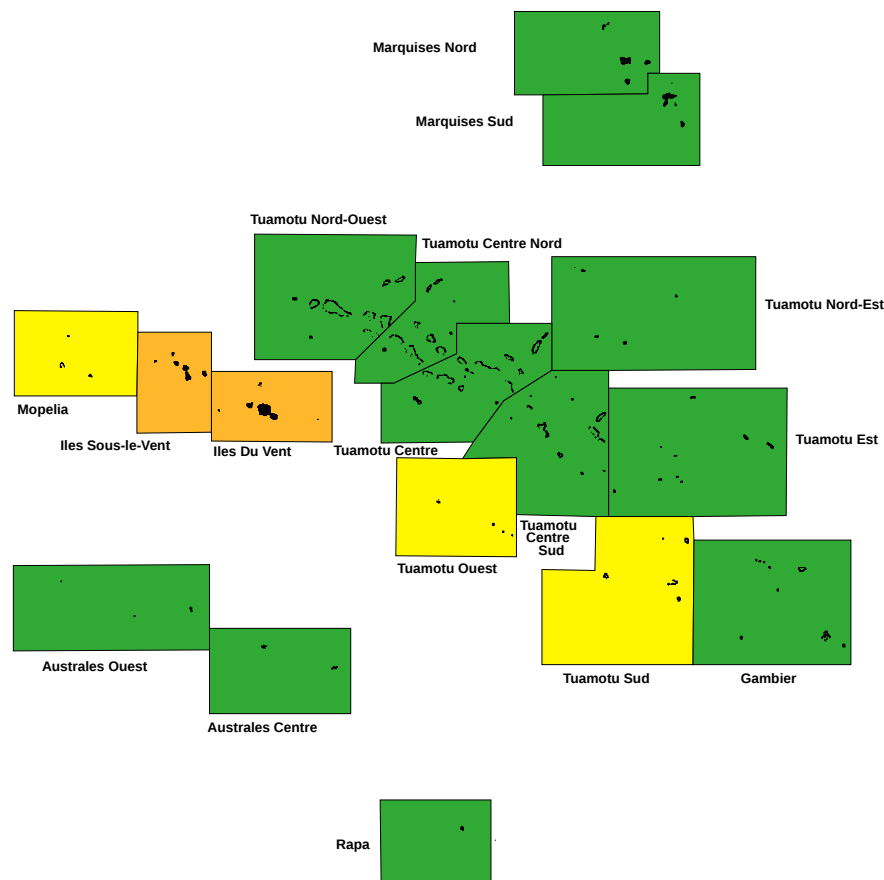 Marquises Nord
Marquises Sud
Tuamotu Nord-Ouest
Tuamotu Centre Nord
Tuamotu Nord-Est
Mopelia
Iles Sous-le-Vent
Iles Du Vent
Tuamotu Centre
Tuamotu Est
Tuamotu
Centre
Sud
Tuamotu Ouest
Australes Ouest
Tuamotu Sud
Gambier
Australes Centre
Rapa